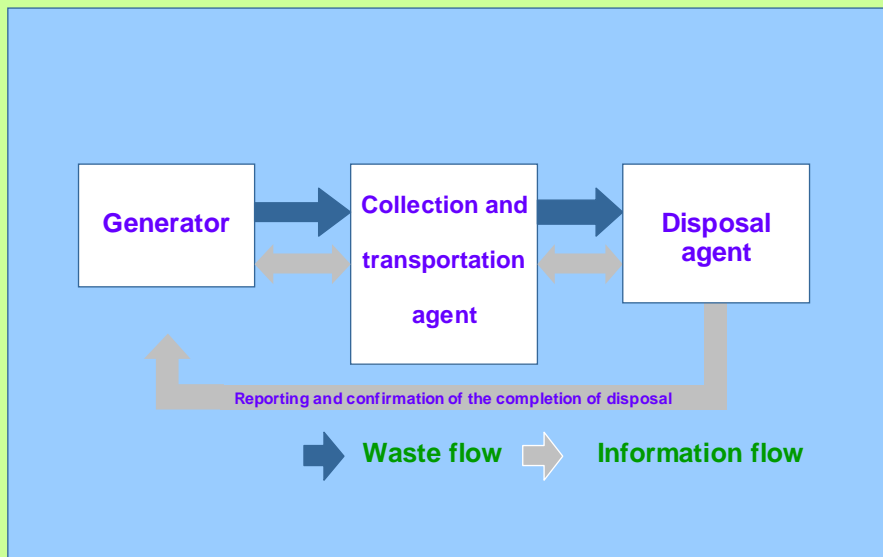 Generator
Collection and
transportation
agent
Disposal
agent
Reporting and confirmation of the completion of disposal
Waste flow
Information flow